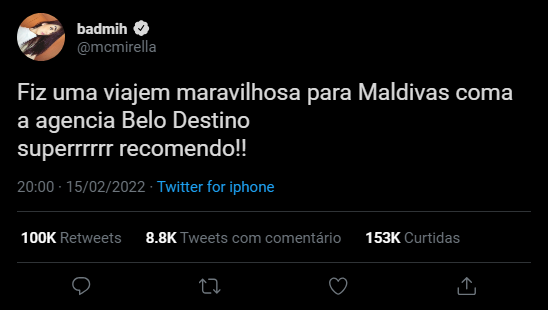 badmih
@mcmirella
Fiz uma viajem maravilhosa para Maldivas coma
a agencia Belo Destino
superrrrrr recomendo!!
20:00 · 15/02/2022 · Twitter for iphone
100K Retweets 8.8K Tweets com comentário 153K Curtidas